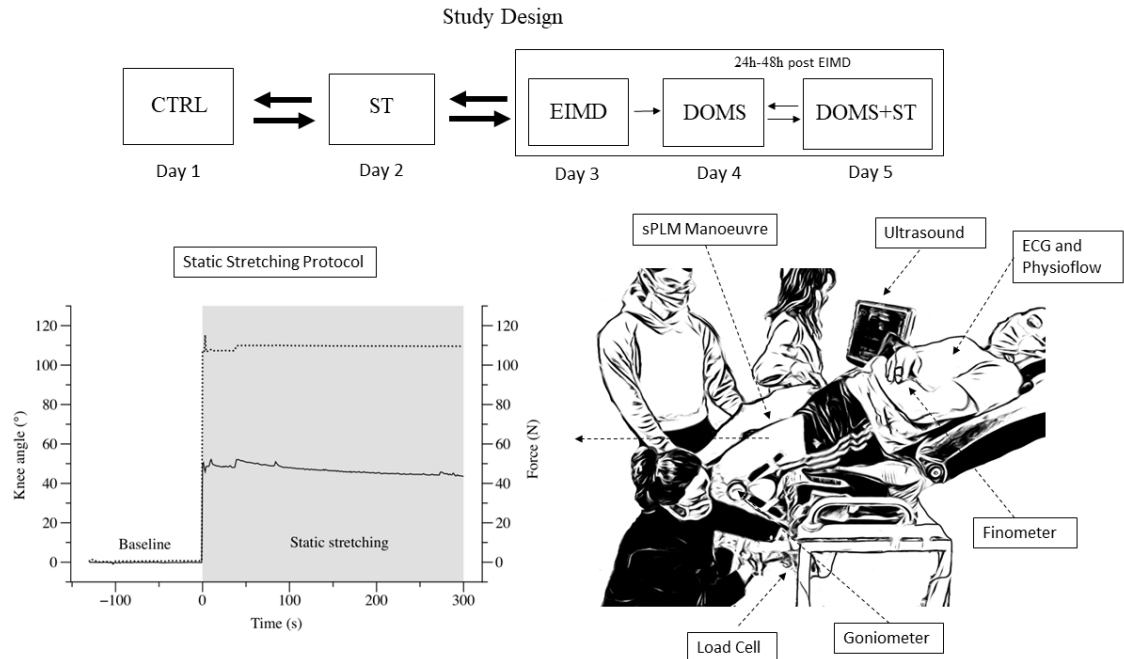 Study Design
24h-48h post EIMD
CTRL
ST
EIMD
DOMS
DOMS+ST
Day 1
Day 2
Day 3
Day 4
Day 5
Static Stretching Protocol
120
100
80
60
40
20
0
Knee angle (°)
Baseline
Static stretching
120
100
80
60
40
20
0
Force (N)
−100
0
100
200
300
Time (s)
sPLM Manoeuvre
Ultrasound
ECG and
Physioflow
Finometer
Goniometer
Load Cell